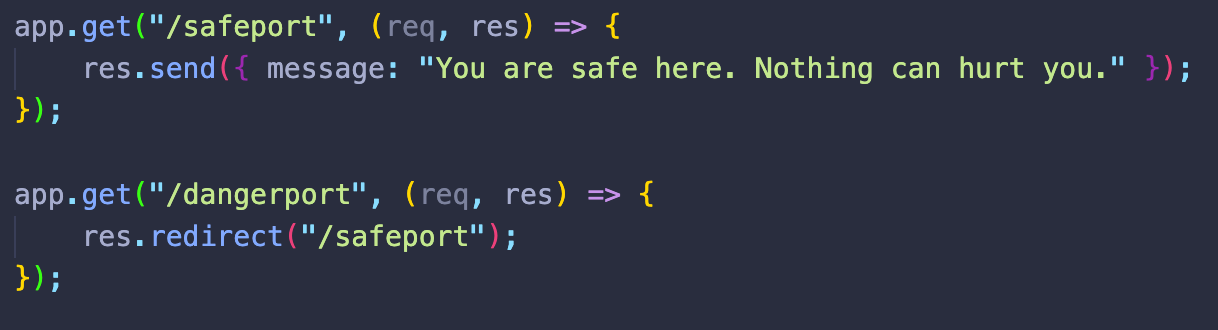 app.get("/safeport", (req, res) => {
    res.send({ message: "You are safe here. Nothing can hurt you." });
});

app.get("/dangerport", (req, res) => {
    res.redirect("/safeport");
});